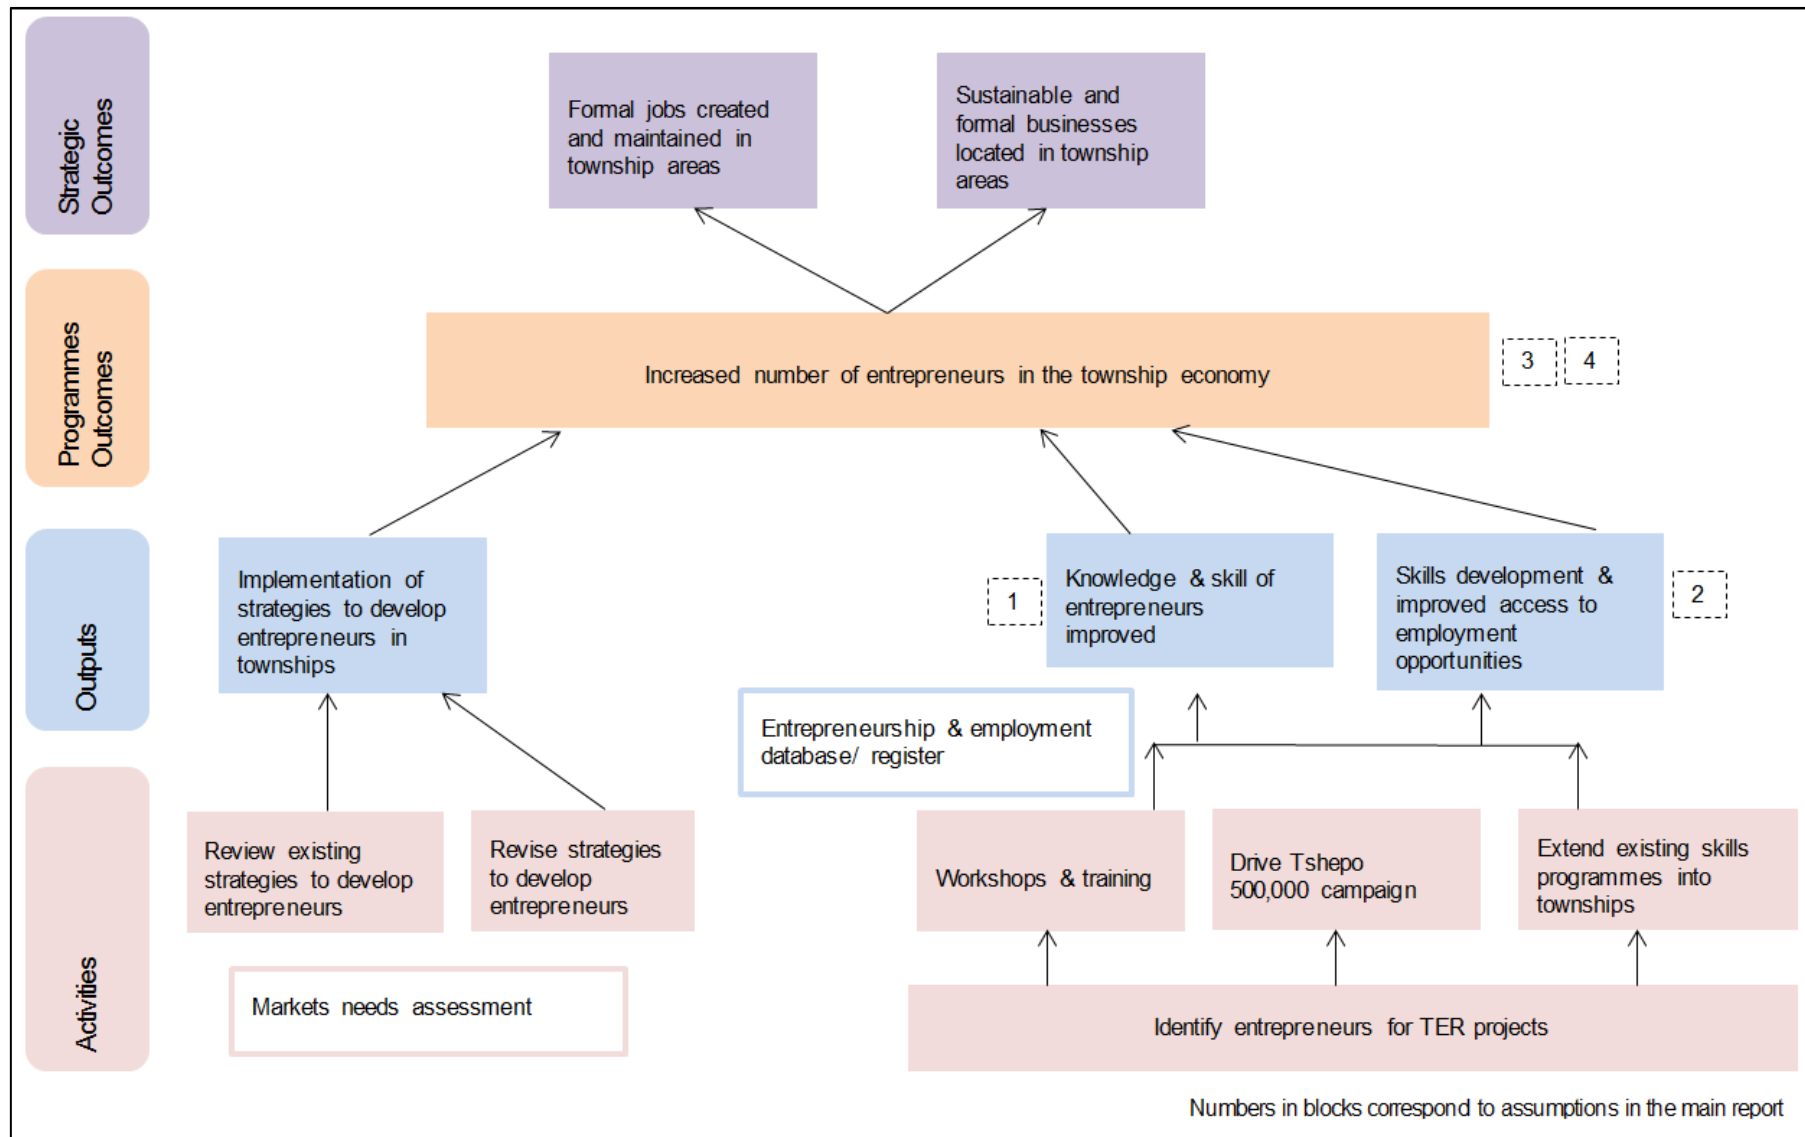 Strategic
Outcomes
Formal jobs created
and maintained in
township areas
Sustainable and
formal businesses
located in township
areas
Programmes
Outcomes
Increased number of entrepreneurs in the township economy
3
4
Outputs
Implementation of
strategies to develop
entrepreneurs in
townships
1
Knowledge & skill of
entrepreneurs
improved
Skills development &
improved access to
employment
opportunities
2
Entrepreneurship & employment
database/ register
Activities
Review existing
strategies to develop
entrepreneurs
Revise strategies
to develop
entrepreneurs
Workshops & training
Drive Tshepo
500,000 campaign
Extend existing skills
programmes into
townships
Markets needs assessment
Identify entrepreneurs for TER projects
Numbers in blocks correspond to assumptions in the main report